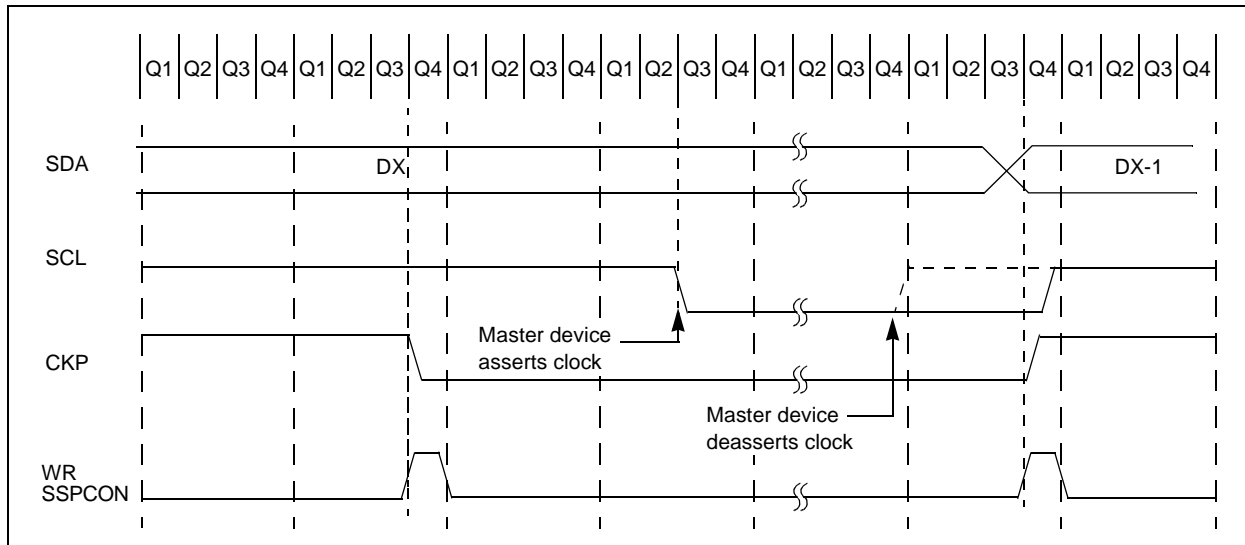 Q1 Q2 Q3 Q4 Q1 Q2 Q3 Q4 Q1 Q2 Q3 Q4 Q1 Q2 Q3 Q4 Q1 Q2 Q3 Q4 Q1 Q2 Q3 Q4 Q1 Q2 Q3 Q4
SDA
DX
DX-1
SCL
Master device
asserts clock
CKP
Master device
deasserts clock
WR
SSPCON